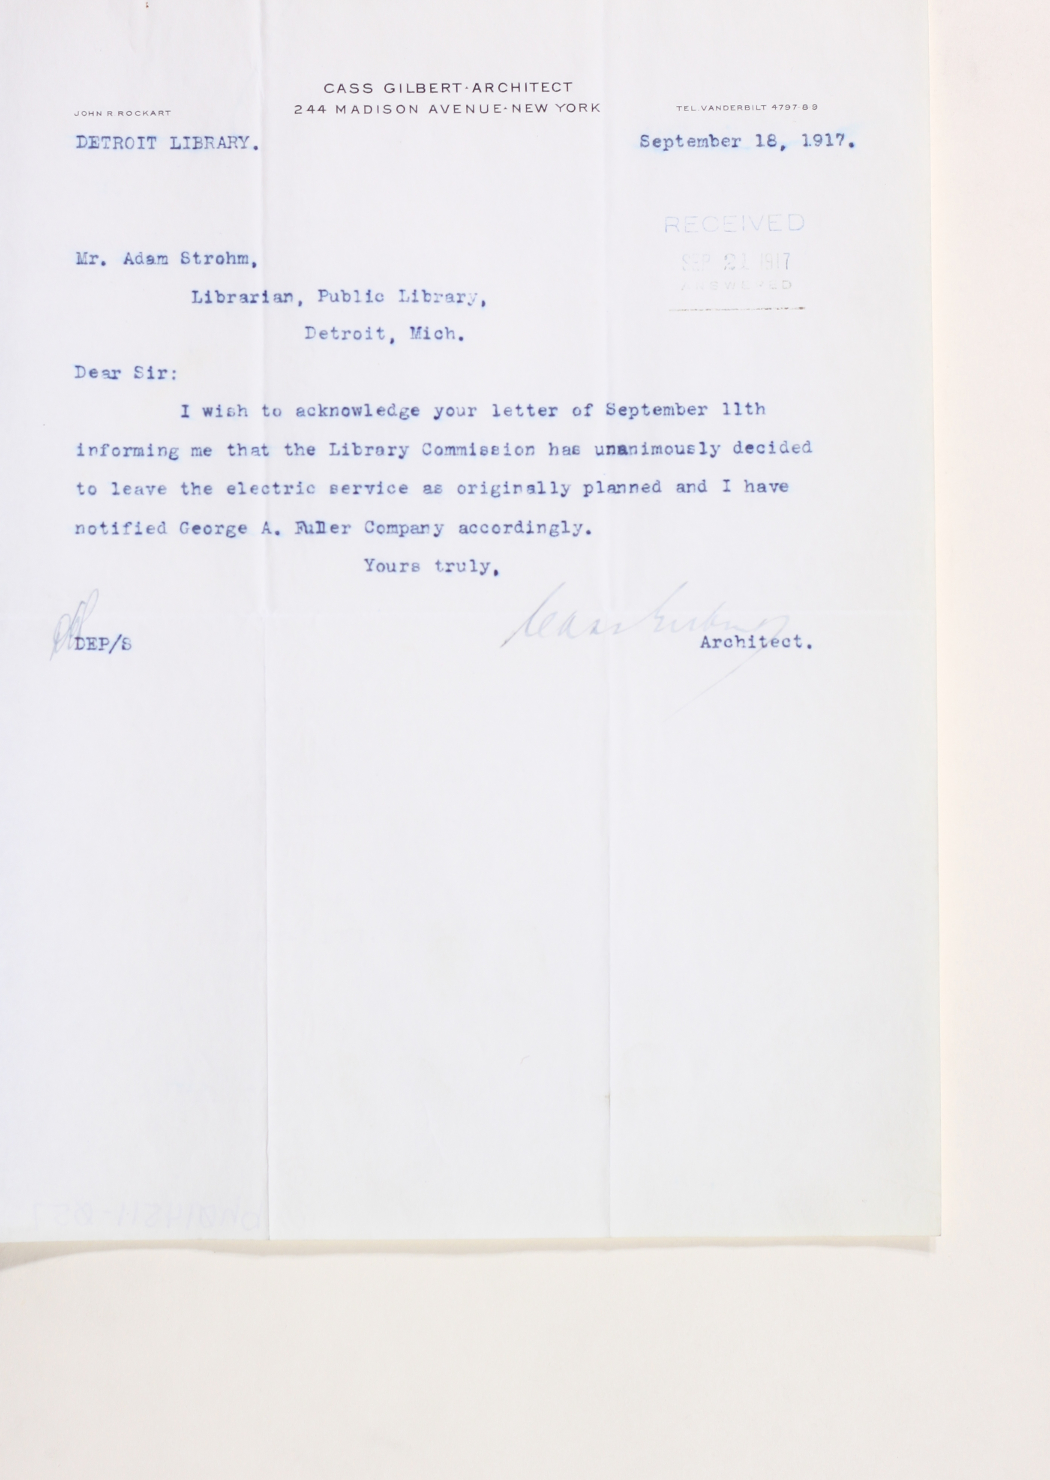 CASS GILBERT·ARCHITECT
244 MADISON AVENUE·NEW YORK
JOHN R ROCKART
TEL. VANDERBILT 4797-8 9
DETROIT LIBRARY.
September 18, 1917.
RECEIVED
SEP 21 1917
ANSWERED
Mr. Adam Strohm,
Librarian, Public Library,
Detroit, Mich.
Dear Sir:
I wish to acknowledge your letter of September 11th
informing me that the Library Commission has unanimously decided
to leave the electric service as originally planned and I have
notified George A. Fuller Company accordingly.
Yours truly,
Cass Gilbert
DEP/S
Architect.